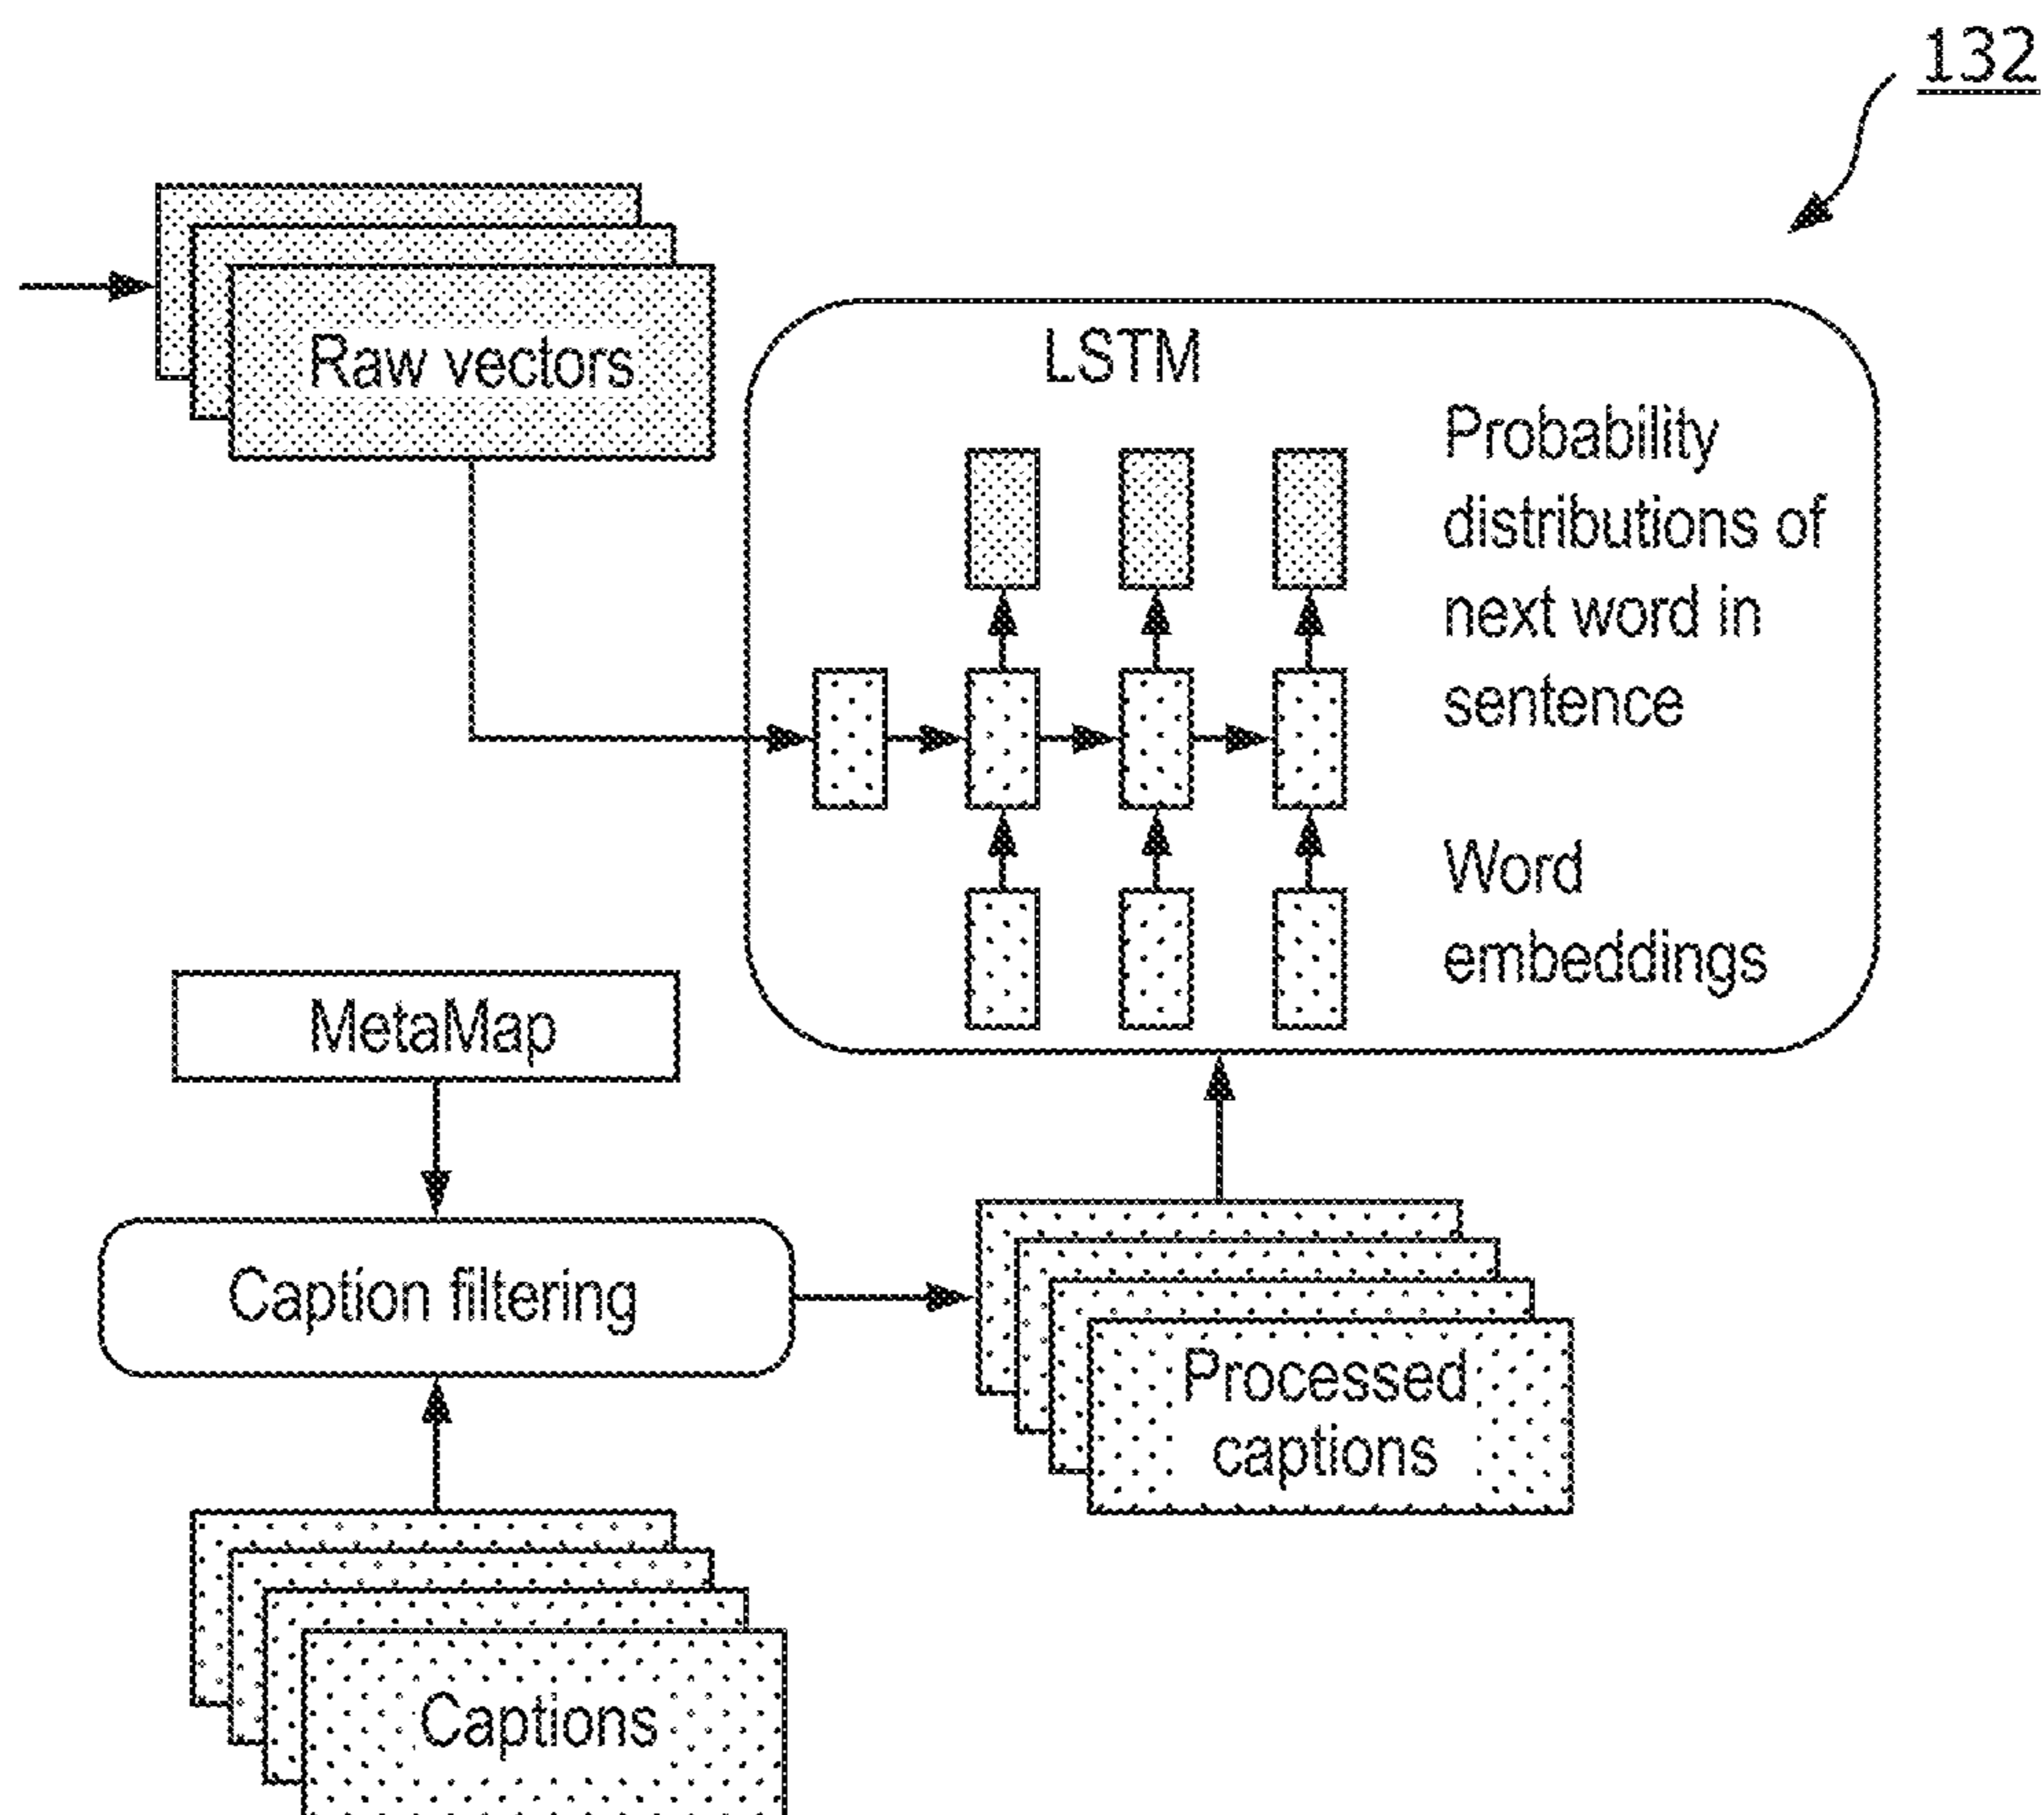 132
Raw vectors
LSTM
Probability
distributions of
next word in
sentence
Word
embeddings
MetaMap
Caption filtering
Processed
captions
Captions